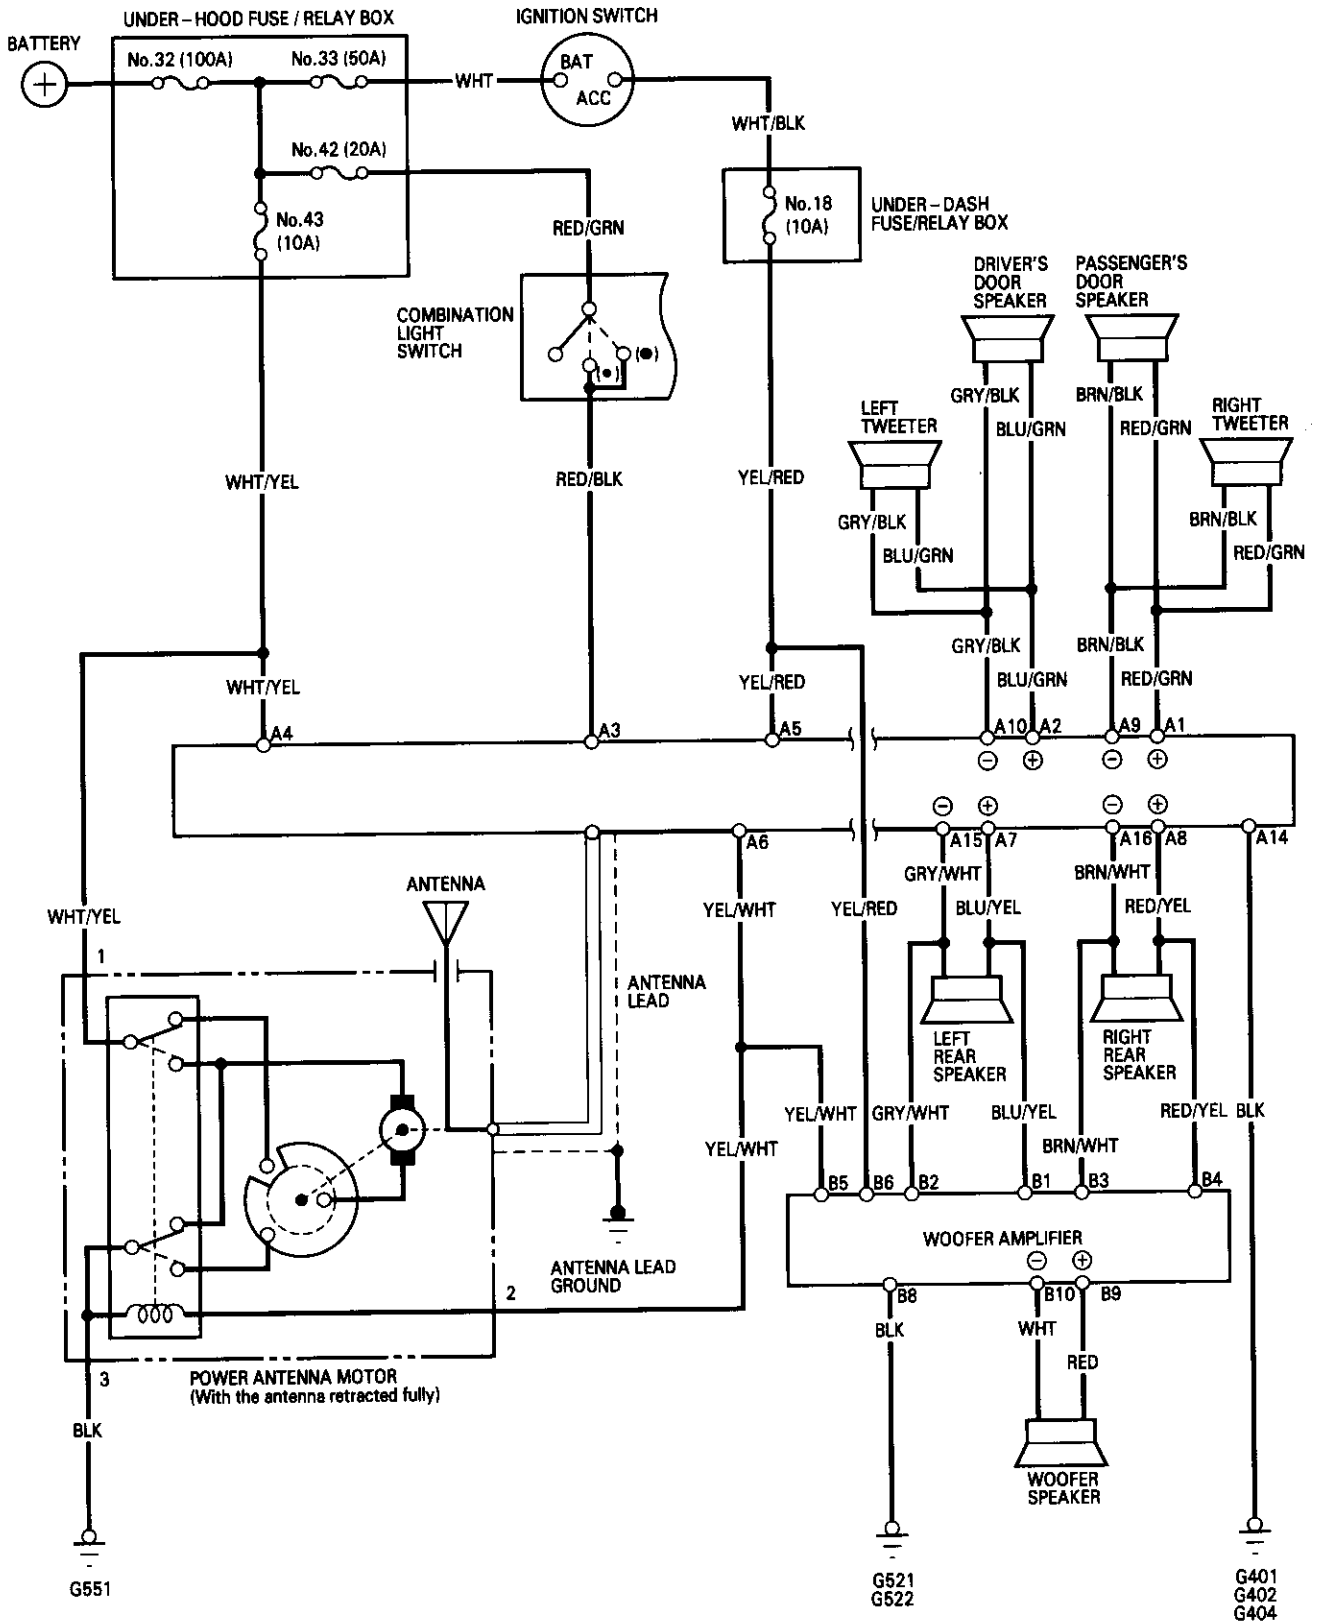 UNDER-HOOD FUSE / RELAY BOX
IGNITION SWITCH
BATTERY
No.32 (100A)
No.33 (50A)
WHT
BAT
ACC
WHT/BLK
No.42 (20A)
No.43
(10A)
RED/GRN
No.18
(10A)
UNDER-DASH
FUSE/RELAY BOX
COMBINATION
LIGHT
SWITCH
DRIVER'S
DOOR
SPEAKER
PASSENGER'S
DOOR
SPEAKER
LEFT
TWEETER
GRY/BLK
BLU/GRN
BRN/BLK
RED/GRN
RIGHT
TWEETER
WHT/YEL
RED/BLK
YEL/RED
GRY/BLK
BLU/GRN
BRN/BLK
RED/GRN
GRY/BLK
BLU/GRN
BRN/BLK
RED/GRN
WHT/YEL
YEL/RED
A4
A3
A5
A10
A2
A9
A1
A6
A15
A7
A16
A8
A14
ANTENNA
GRY/WHT
BLU/YEL
BRN/WHT
RED/YEL
WHT/YEL
YEL/WHT
YEL/RED
1
ANTENNA
LEAD
LEFT
REAR
SPEAKER
RIGHT
REAR
SPEAKER
YEL/WHT
GRY/WHT
BLU/YEL
RED/YEL
BLK
YEL/WHT
BRN/WHT
B5
B6
B2
B1
B3
B4
WOOFER AMPLIFIER
ANTENNA LEAD
GROUND
2
B8
B10
B9
BLK
WHT
RED
3
POWER ANTENNA MOTOR
(With the antenna retracted fully)
BLK
WOOFER
SPEAKER
G551
G521
G522
G401
G402
G404